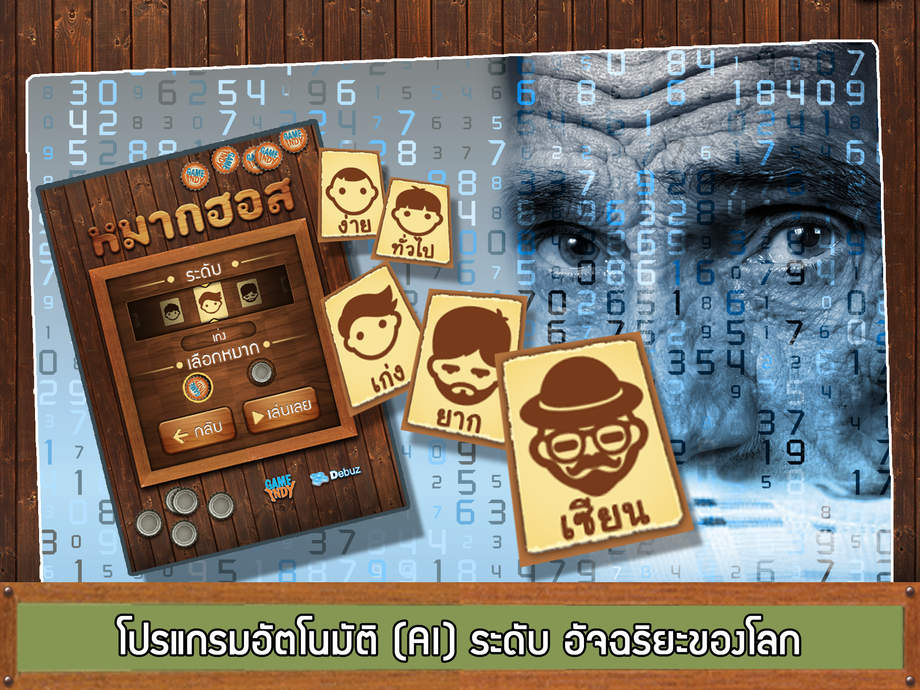 หมากฮอส
ระดับ
เก่ง
เลือกหมาก
กลับ
เล่นเลย
GAME INDY
Debuz
ง่าย
ทั่วไป
เก่ง
ยาก
เซียน
โปรแกรมอัตโนมัติ (AI) ระดับ อัจฉริยะของโลก